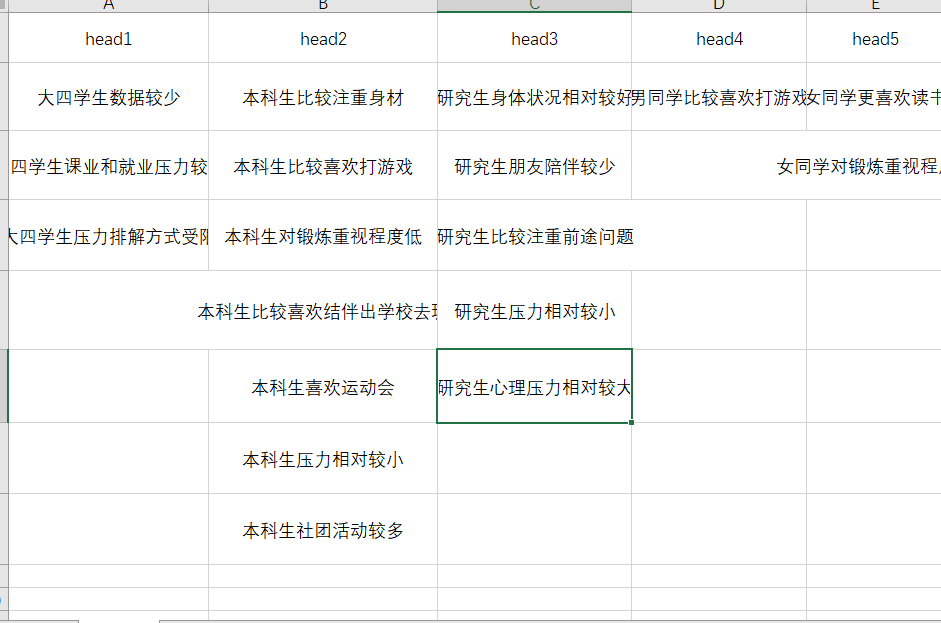 A B C D E
head1 head2 head3 head4 head5
大四学生数据较少 本科生比较注重身材 研究生身体状况相对较好 男同学比较喜欢打游戏 女同学更喜欢读书
四学生课业和就业压力较 本科生比较喜欢打游戏 研究生朋友陪伴较少 女同学对锻炼重视程
大四学生压力排解方式受限 本科生对锻炼重视程度低 研究生比较注重前途问题
本科生比较喜欢结伴出学校去 研究生压力相对较小
本科生喜欢运动会 研究生心理压力相对较大
本科生压力相对较小
本科生社团活动较多